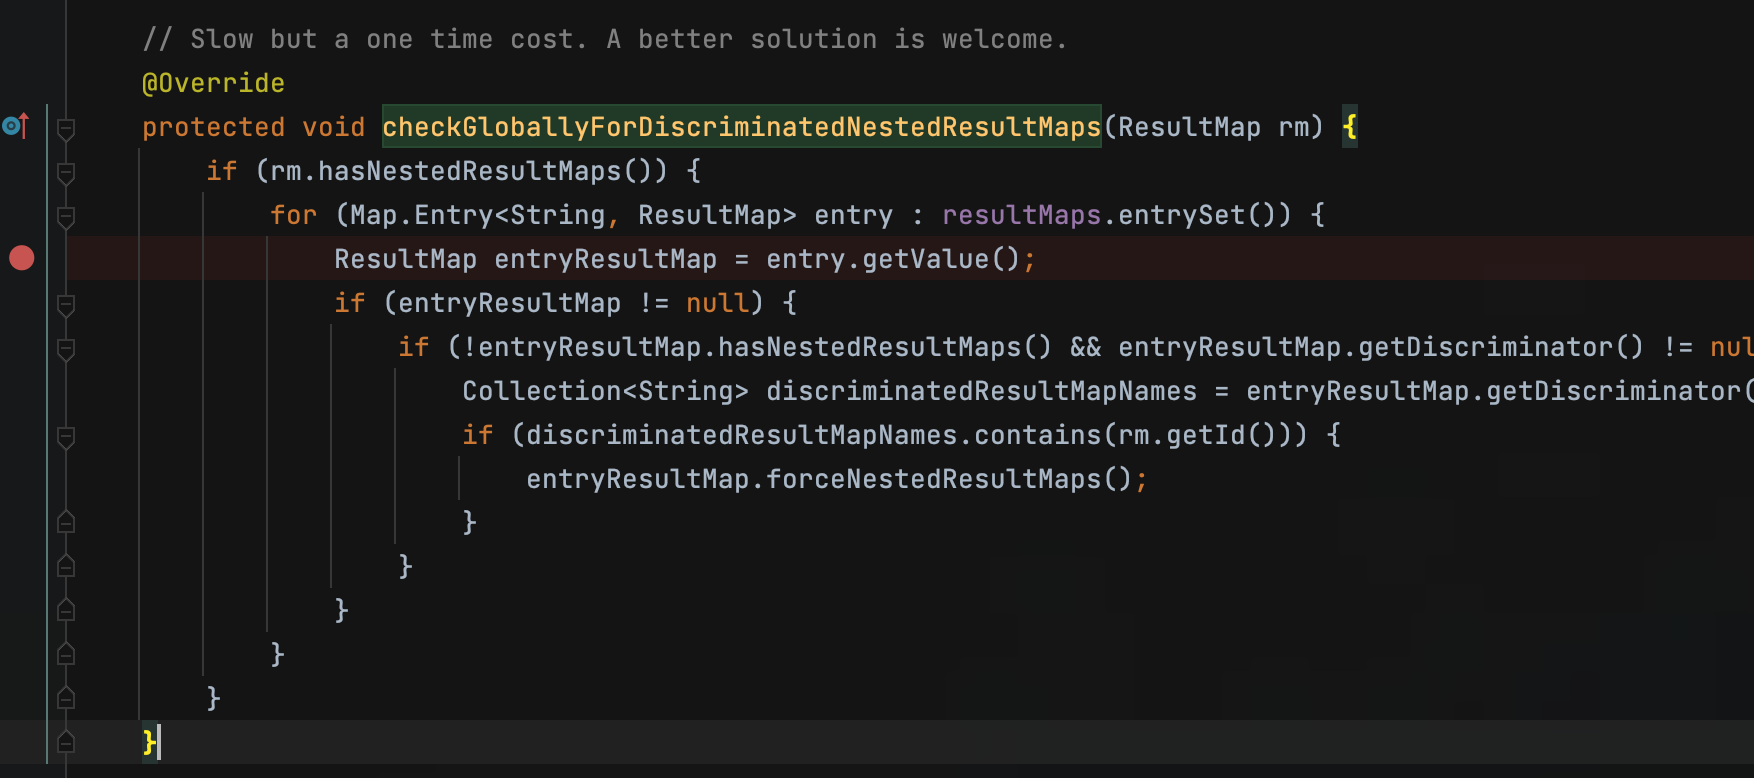 // Slow but a one time cost. A better solution is welcome.
@Override
protected void checkGloballyForDiscriminatedNestedResultMaps(ResultMap rm) {
if (rm.hasNestedResultMaps()) {
for (Map.Entry<String, ResultMap> entry : resultMaps.entrySet()) {
ResultMap entryResultMap = entry.getValue();
if (entryResultMap != null) {
if (!entryResultMap.hasNestedResultMaps() && entryResultMap.getDiscriminator() != nul
Collection<String> discriminatedResultMapNames = entryResultMap.getDiscriminator(
if (discriminatedResultMapNames.contains(rm.getId())) {
entryResultMap.forceNestedResultMaps();
}
}
}
}
}
}